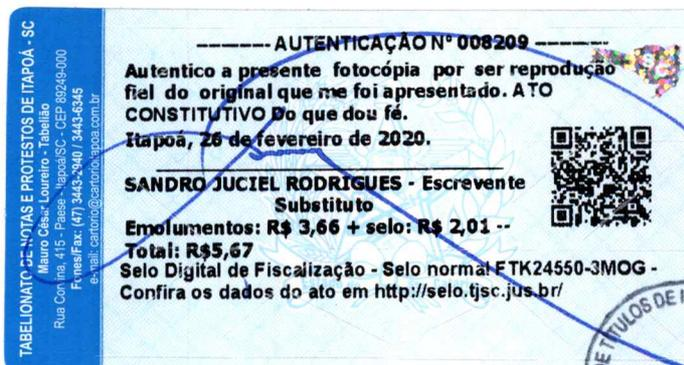 ------- AUTENTICAÇÃO Nº 008209 -------
Autentico a presente fotocópia por ser reprodução
fiel do original que me foi apresentado. ATO
CONSTITUTIVO Do que dou fé.
Itapoá, 26 de fevereiro de 2020.
SANDRO JUCIEL RODRIGUES - Escrevente
Substituto
Emolumentos: R$ 3,66 + selo: R$ 2,01 --
Total: R$5,67
Selo Digital de Fiscalização - Selo normal FTK24550-3MOG -
Confira os dados do ato em http://selo.tjsc.jus.br/
TABELIONATO DE NOTAS E PROTESTOS DE ITAPOÁ - SC
Mauro César Loureiro - Tabelião
415 - Paese - Itapoá/SC - CEP 89249-000
Fones/Fax: (47) 3443-2940 / 3443-6345
e-mail: cartorio@cartorioitapoa.com.br
DE TÍTULOS DE